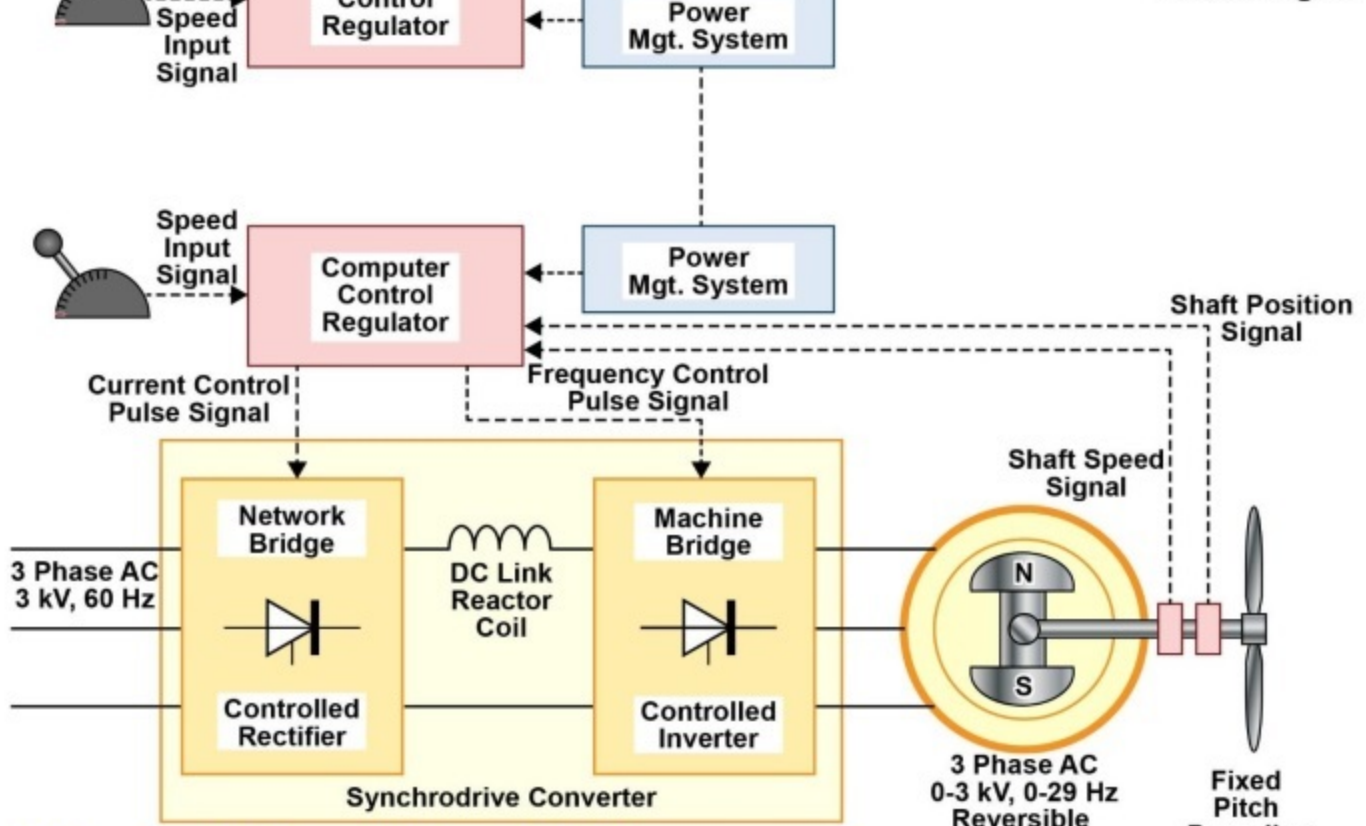 Speed
Input
Signal
Control
Regulator
Power
Mgt. System
Speed
Input
Signal
Computer
Control
Regulator
Power
Mgt. System
Shaft Position
Signal
Current Control
Pulse Signal
Frequency Control
Pulse Signal
Shaft Speed
Signal
Network
Bridge
Machine
Bridge
3 Phase AC
3 kV, 60 Hz
DC Link
Reactor
Coil
N
S
Controlled
Rectifier
Controlled
Inverter
Synchrodrive Converter
3 Phase AC
0-3 kV, 0-29 Hz
Reversible
Fixed
Pitch